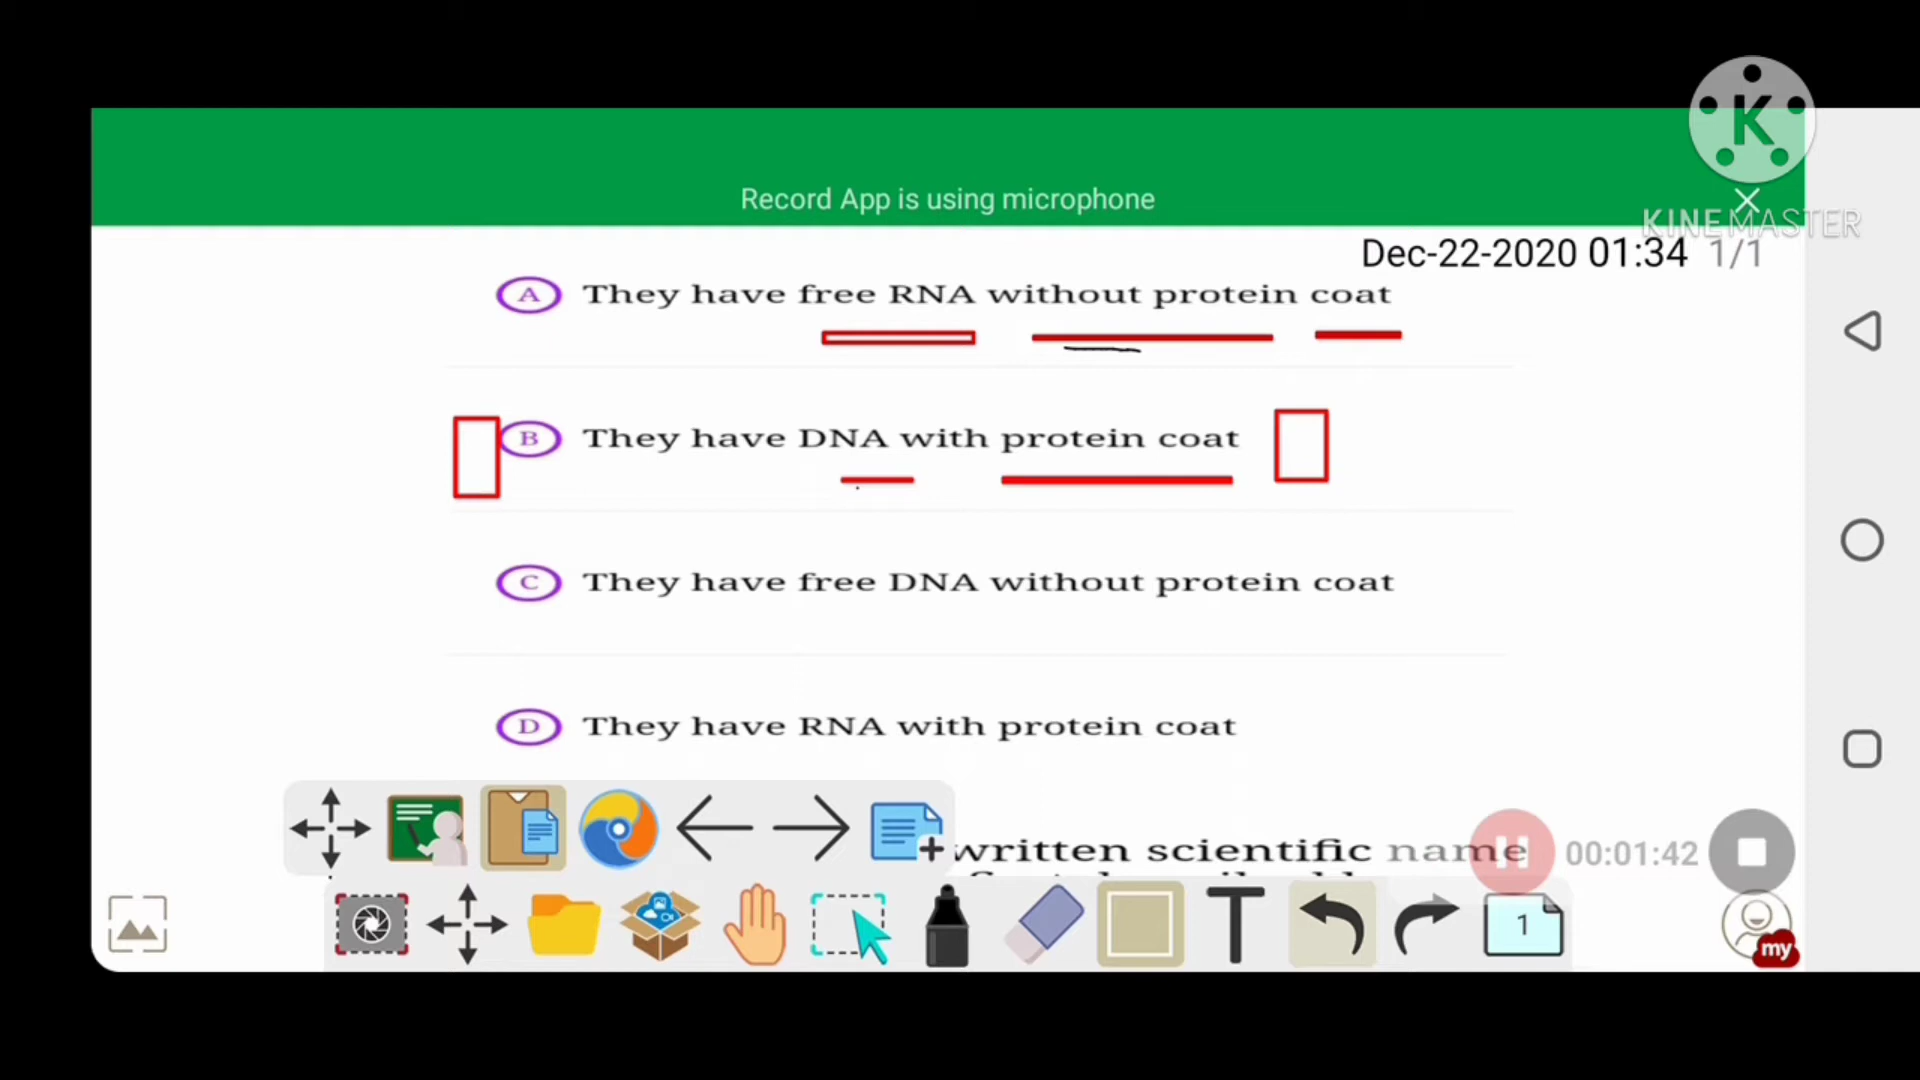 K
KINEMASTER
Record App is using microphone
Dec-22-2020 01:34 1/1
A They have free RNA without protein coat
B They have DNA with protein coat
C They have free DNA without protein coat
D They have RNA with protein coat
written scientific name
00:01:42
T
1
my